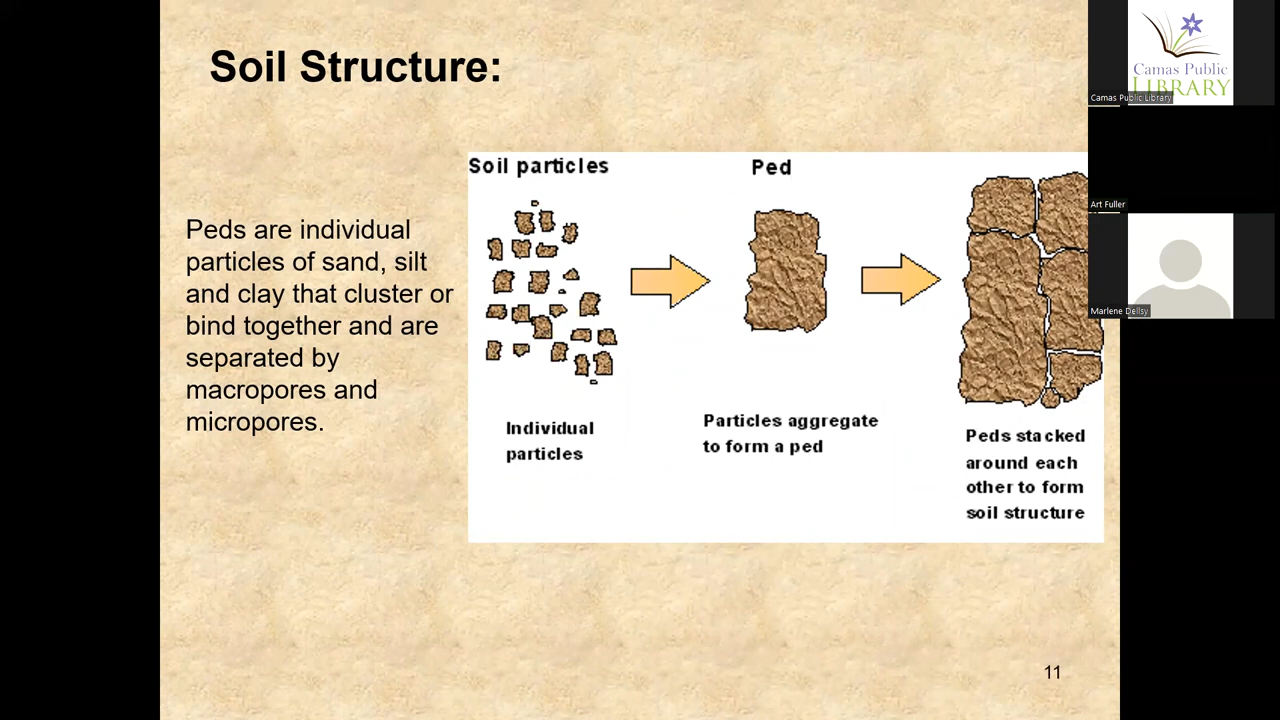 Soil Structure:
Peds are individual
particles of sand, silt
and clay that cluster or
bind together and are
separated by
macropores and
micropores.
Soil particles
Ped
Individual
particles
Particles aggregate
to form a ped
Peds stacked
around each
other to form
soil structure
11
Camas Public
LIBRARY
Camas Public Library
Art Fuller
Marlene Dellsy